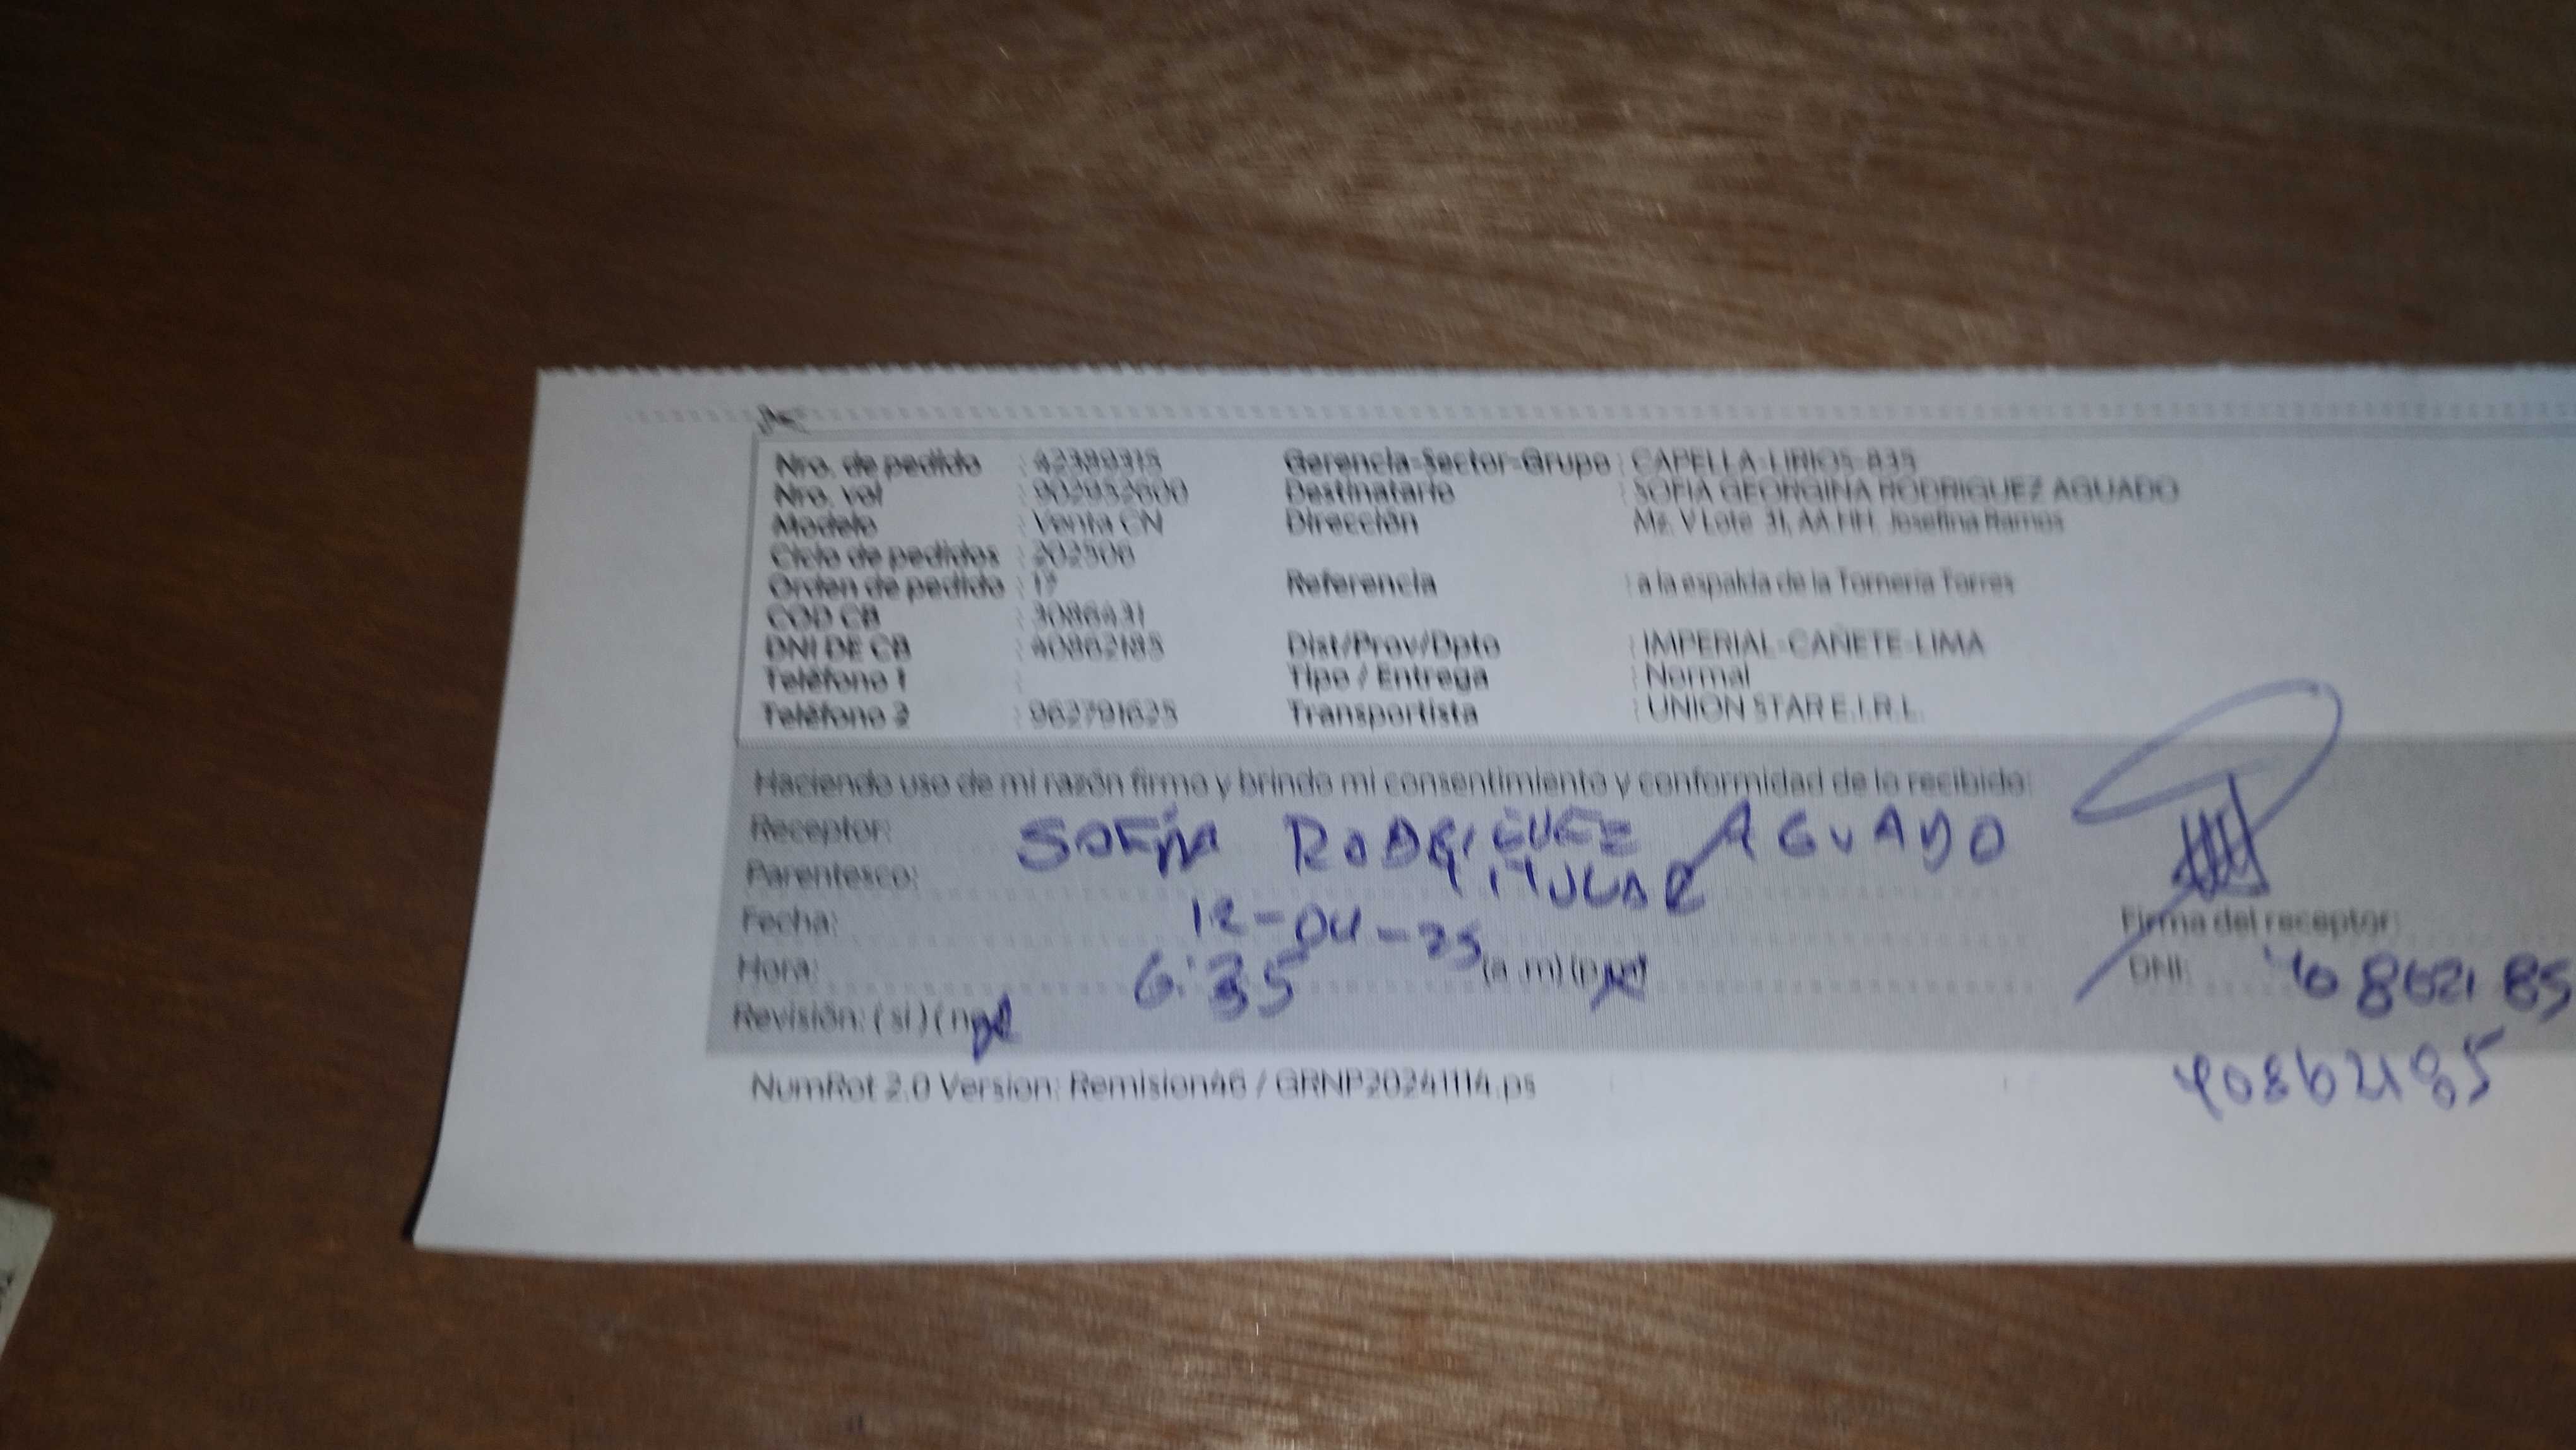 Nro. de pedido : 42380315 Gerencia-Sector-Grupo : CAPELLA-LIRIOS-835
Nro. vol : 902952600 Destinatario : SOFIA GEORGINA RODRIGUEZ AGUADO
Modelo : Venta CN Dirección Mz. V Lote 31, AA.HH. Josefina Ramos
Ciclo de pedidos : 202506
Orden de pedido : 17 Referencia : a la espalda de la Tornería Torres
COD CB : 3086431
DNI DE CB : 40862185 Dist/Prov/Dpto : IMPERIAL-CAÑETE-LIMA
Teléfono 1 : Tipo / Entrega : Normal
Teléfono 2 : 962791625 Transportista : UNION STAR E.I.R.L.
Haciendo uso de mi razón firmo y brindo mi consentimiento y conformidad de lo recibido:
Receptor: SOFIA RODRIGUEZ AGUADO
Parentesco: TITULAR
Fecha: 12-04-25
Hora: 6:35 (a.m) (p.m)
Revisión: (si) (no)
Firma del receptor:
DNI: 40862185
40862185
NumRot 2.0 Version: Remision46 / GRNP20241114.ps